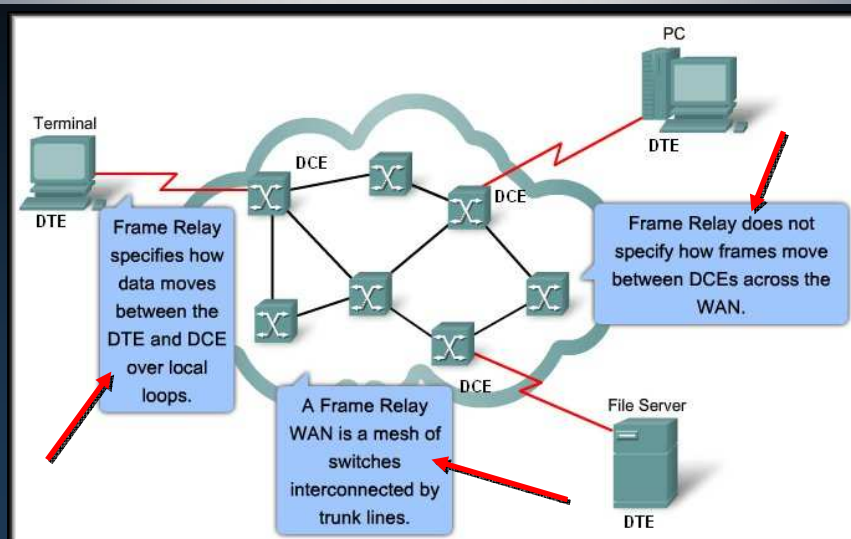 PC
DTE
Terminal
DTE
DCE
DCE
Frame Relay
specifies how
data moves
between the
DTE and DCE
over local
loops.
Frame Relay does not
specify how frames move
between DCEs across the
WAN.
DCE
A Frame Relay
WAN is a mesh of
switches
interconnected by
trunk lines.
File Server
DTE